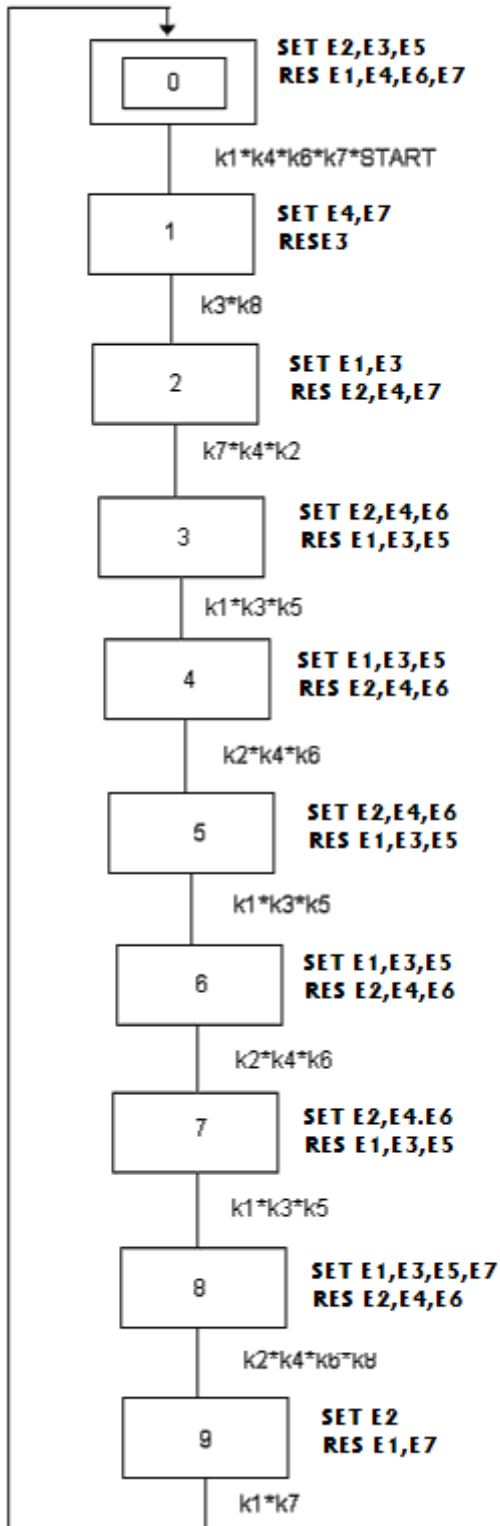 SET E2,E3,E5
RES E1,E4,E6,E7
0
k1*k4*k6*k7*START
SET E4,E7
RESE3
1
k3*k8
SET E1,E3
RES E2,E4,E7
2
k7*k4*k2
SET E2,E4,E6
RES E1,E3,E5
3
k1*k3*k5
SET E1,E3,E5
RES E2,E4,E6
4
k2*k4*k6
SET E2,E4,E6
RES E1,E3,E5
5
k1*k3*k5
SET E1,E3,E5
RES E2,E4,E6
6
k2*k4*k6
SET E2,E4.E6
RES E1,E3,E5
7
k1*k3*k5
SET E1,E3,E5,E7
RES E2,E4,E6
8
k2*k4*k6*k8
SET E2
RES E1,E7
9
k1*k7